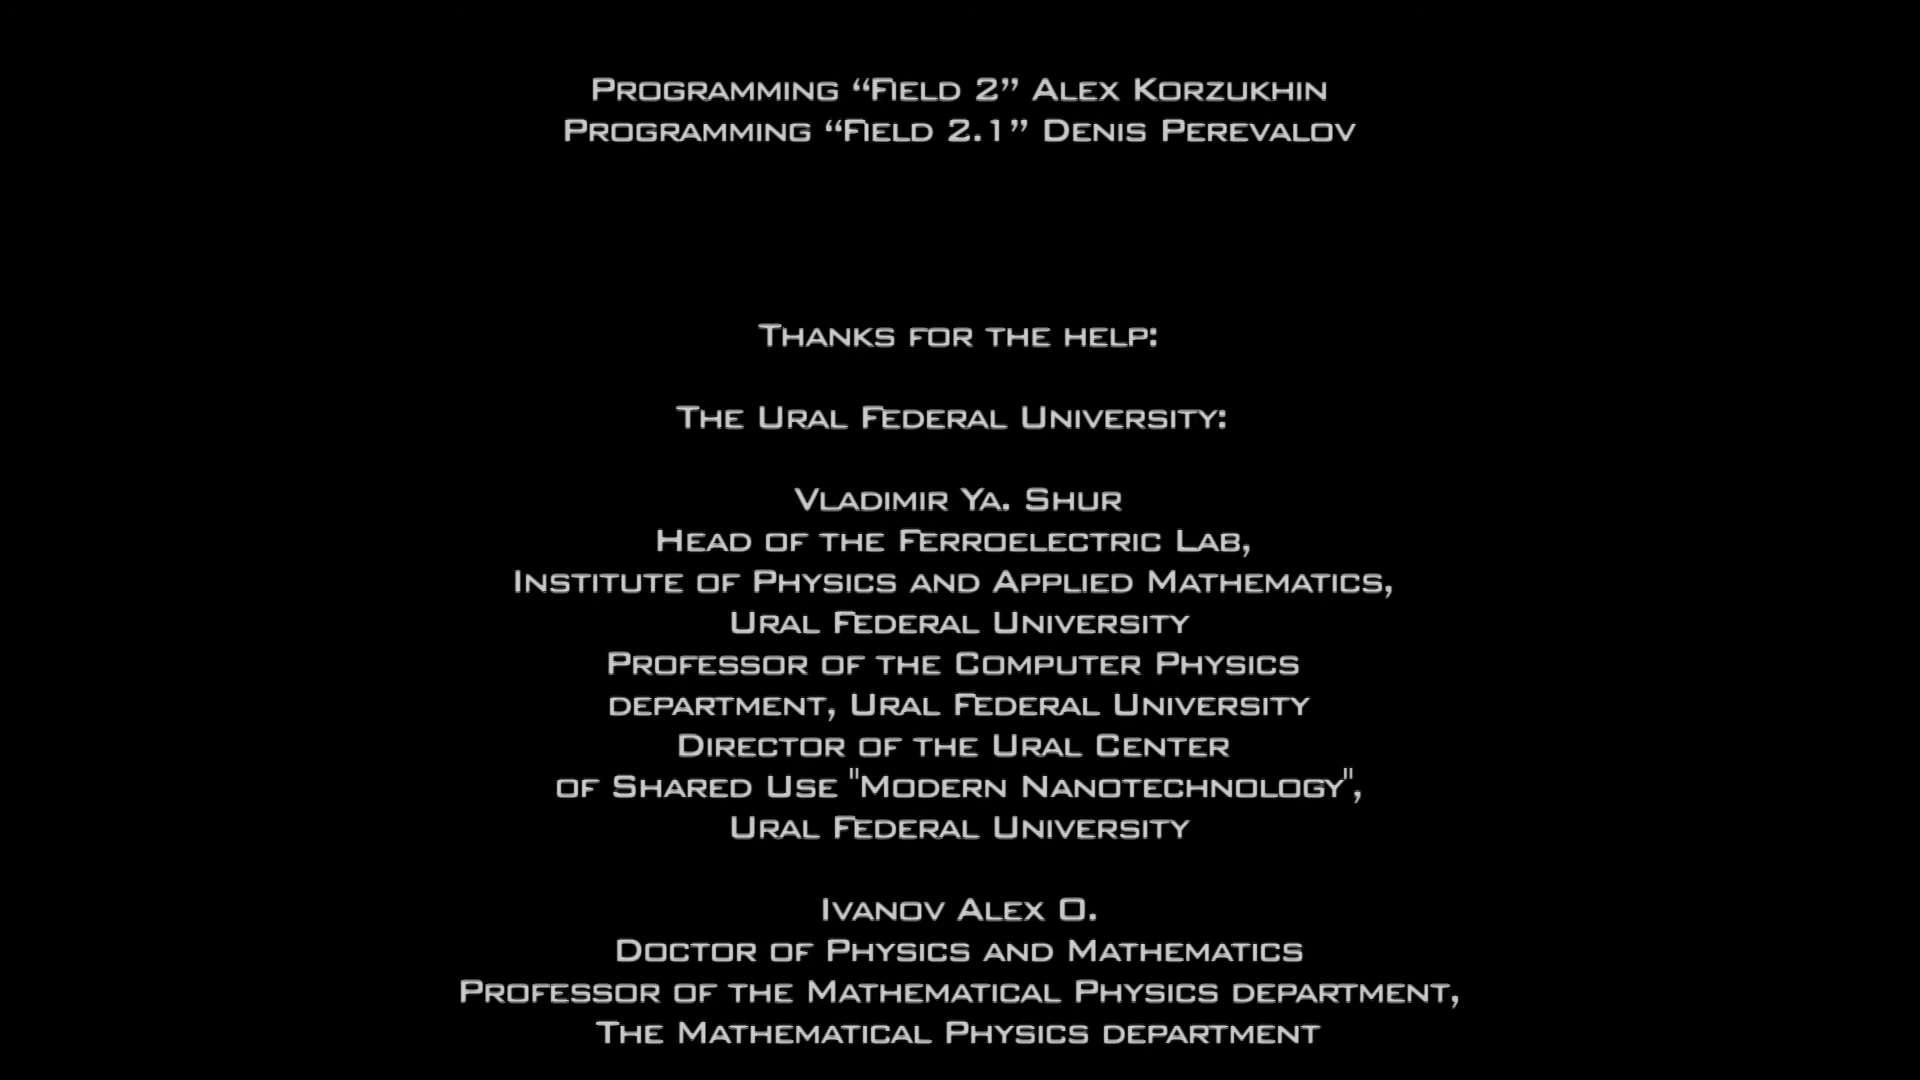 Programming “Field 2” Alex Korzukhin
Programming “Field 2.1” Denis Perevalov
Thanks for the help:
The Ural Federal University:
Vladimir Ya. Shur
Head of the Ferroelectric Lab,
Institute of Physics and Applied Mathematics,
Ural Federal University
Professor of the Computer Physics
department, Ural Federal University
Director of the Ural Center
of Shared Use "Modern Nanotechnology",
Ural Federal University
Ivanov Alex O.
Doctor of Physics and Mathematics
Professor of the Mathematical Physics department,
The Mathematical Physics department